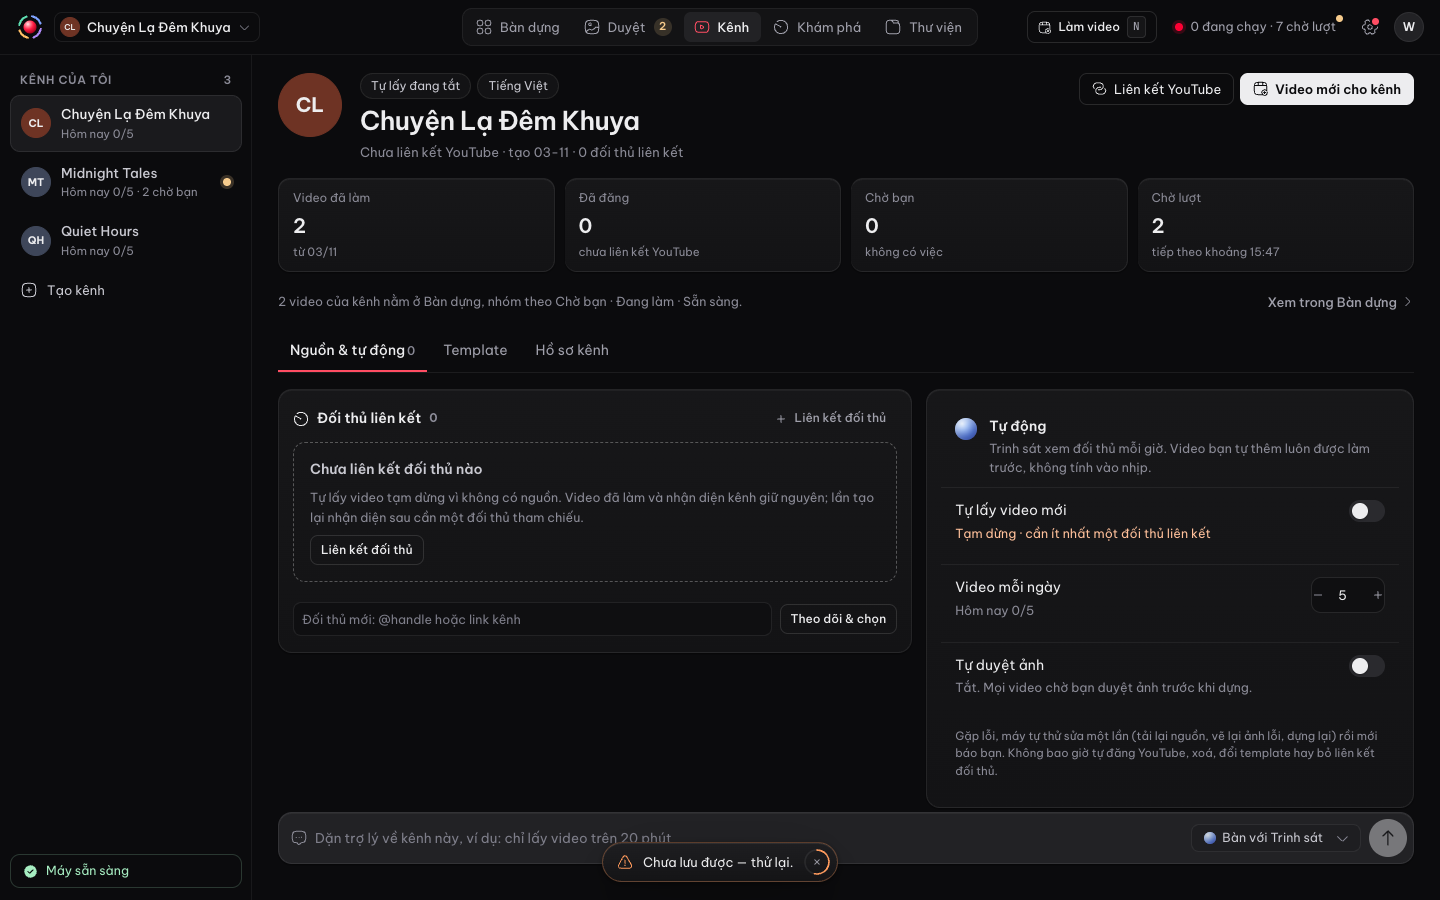 CL Chuyện Lạ Đêm Khuya
Bàn dựng
Duyệt 2
Kênh
Khám phá
Thư viện
Làm video N
0 đang chạy · 7 chờ lượt
W
KÊNH CỦA TÔI 3
CL Chuyện Lạ Đêm Khuya
Hôm nay 0/5
MT Midnight Tales
Hôm nay 0/5 · 2 chờ bạn
QH Quiet Hours
Hôm nay 0/5
Tạo kênh
Máy sẵn sàng
CL
Tự lấy đang tắt
Tiếng Việt
Chuyện Lạ Đêm Khuya
Chưa liên kết YouTube · tạo 03-11 · 0 đối thủ liên kết
Liên kết YouTube
Video mới cho kênh
Video đã làm
2
từ 03/11
Đã đăng
0
chưa liên kết YouTube
Chờ bạn
0
không có việc
Chờ lượt
2
tiếp theo khoảng 15:47
2 video của kênh nằm ở Bàn dựng, nhóm theo Chờ bạn · Đang làm · Sẵn sàng.
Xem trong Bàn dựng
Nguồn & tự động 0
Template
Hồ sơ kênh
Đối thủ liên kết 0
+ Liên kết đối thủ
Chưa liên kết đối thủ nào
Tự lấy video tạm dừng vì không có nguồn. Video đã làm và nhận diện kênh giữ nguyên; lần tạo
lại nhận diện sau cần một đối thủ tham chiếu.
Liên kết đối thủ
Đối thủ mới: @handle hoặc link kênh
Theo dõi & chọn
Tự động
Trinh sát xem đối thủ mỗi giờ. Video bạn tự thêm luôn được làm
trước, không tính vào nhịp.
Tự lấy video mới
Tạm dừng · cần ít nhất một đối thủ liên kết
Video mỗi ngày
Hôm nay 0/5
− 5 +
Tự duyệt ảnh
Tắt. Mọi video chờ bạn duyệt ảnh trước khi dựng.
Gặp lỗi, máy tự thử sửa một lần (tải lại nguồn, vẽ lại ảnh lỗi, dựng lại) rồi mới
báo bạn. Không bao giờ tự đăng YouTube, xoá, đổi template hay bỏ liên kết
đối thủ.
Dặn trợ lý về kênh này, ví dụ: chỉ lấy video trên 20 phút
Bàn với Trinh sát
Chưa lưu được — thử lại.